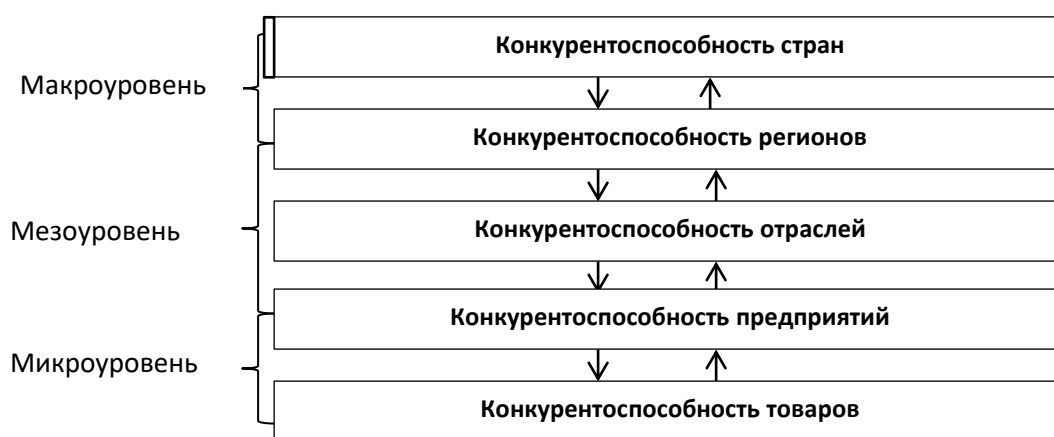 Конкурентоспособность стран
Макроуровень
Конкурентоспособность регионов
Мезоуровень
Конкурентоспособность отраслей
Конкурентоспособность предприятий
Микроуровень
Конкурентоспособность товаров